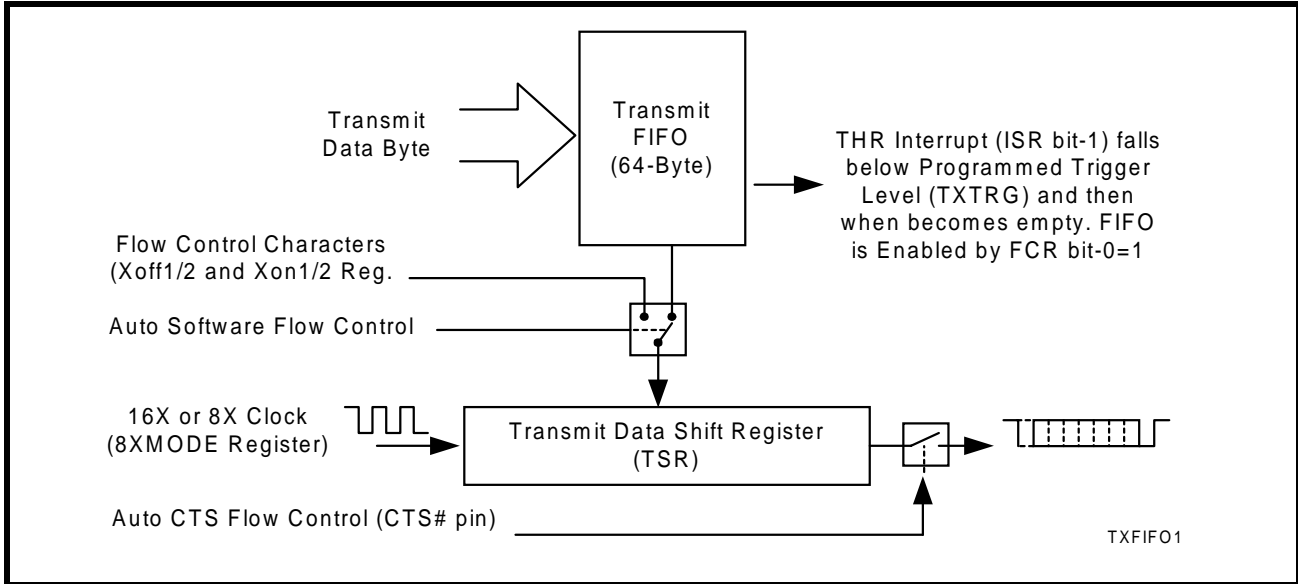 Transmit
Data Byte
Transmit
FIFO
(64-Byte)
THR Interrupt (ISR bit-1) falls
below Programmed Trigger
Level (TXTRG) and then
when becomes empty. FIFO
is Enabled by FCR bit-0=1
Flow Control Characters
(Xoff1/2 and Xon1/2 Reg.
Auto Software Flow Control
16X or 8X Clock
(8XMODE Register)
Transmit Data Shift Register
(TSR)
Auto CTS Flow Control (CTS# pin)
TXFIFO1